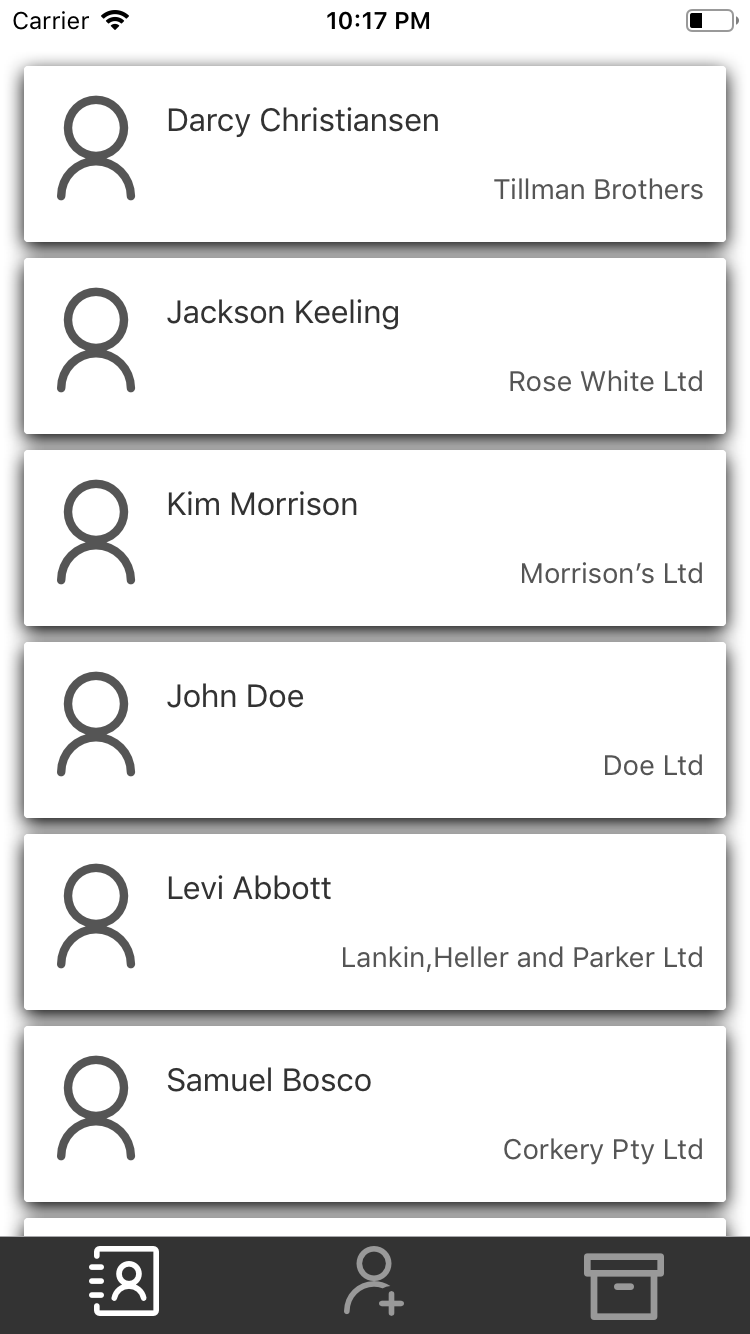 Carrier 10:17 PM
Darcy Christiansen
Tillman Brothers
Jackson Keeling
Rose White Ltd
Kim Morrison
Morrison’s Ltd
John Doe
Doe Ltd
Levi Abbott
Lankin,Heller and Parker Ltd
Samuel Bosco
Corkery Pty Ltd